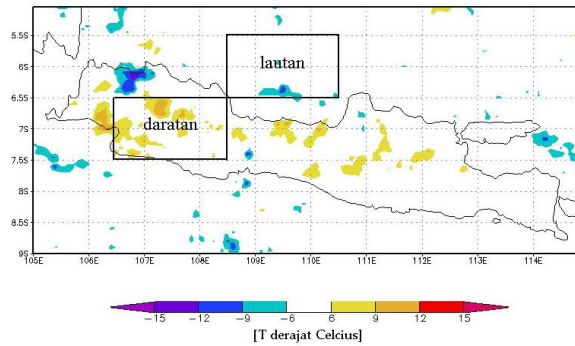 5.5S
lautan
6S
6.5S
daratan
7S
7.5S
8S
8.5S
9S
105E 106E 107E 108E 109E 110E 111E 112E 113E 114E
-15 -12 -9 -6 6 9 12 15
[T derajat Celcius]